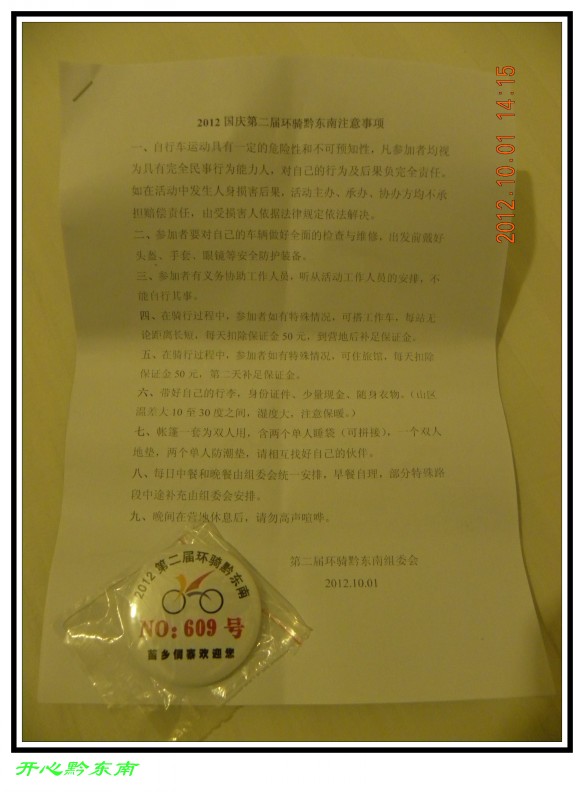 2012.10.01 14:15
2012国庆第二届环骑黔东南注意事项
一、自行车运动具有一定的危险性和不可预知性，凡参加者均视
为具有完全民事行为能力人，对自己的行为及后果负完全责任。
如在活动中发生人身损害后果，活动主办、承办、协办方均不承
担赔偿责任，由受损害人依据法律规定依法解决。
二、参加者要对自己的车辆做好全面的检查与维修，出发前强好
头盔、手套、眼镜等安全防护装备。
三、参加者有义务协助工作人员，听从活动工作人员的安排，不
能自行其事。
四、在骑行过程中，参加者如有特殊情况，可搭工作车，每站无
论距离长短，每天扣除保证金50元，到营地后补足保证金。
五、在骑行过程中，参加者如有特殊情况，可住旅馆，每天扣除
保证金50元，第二天补足保证金。
六、带好自己的行李，身份证件、少量现金、随身衣物。（山区
温差大10至30度之间，湿度大，注意保暖。）
七、帐篷一套为双人用，含两个单人睡袋（可拼接），一个双人
地垫，两个单人防潮垫，请相互找好自己的伙伴。
八、每日中餐和晚餐由组委会统一安排，早餐自理，部分特殊路
段中途补充由组委会安排。
九、晚间在营地休息后，请勿高声喧哗。
第二届环骑黔东南组委会
2012.10.01
2012第二届环骑黔东南
NO: 609 号
苗乡侗寨欢迎您
开心黔东南